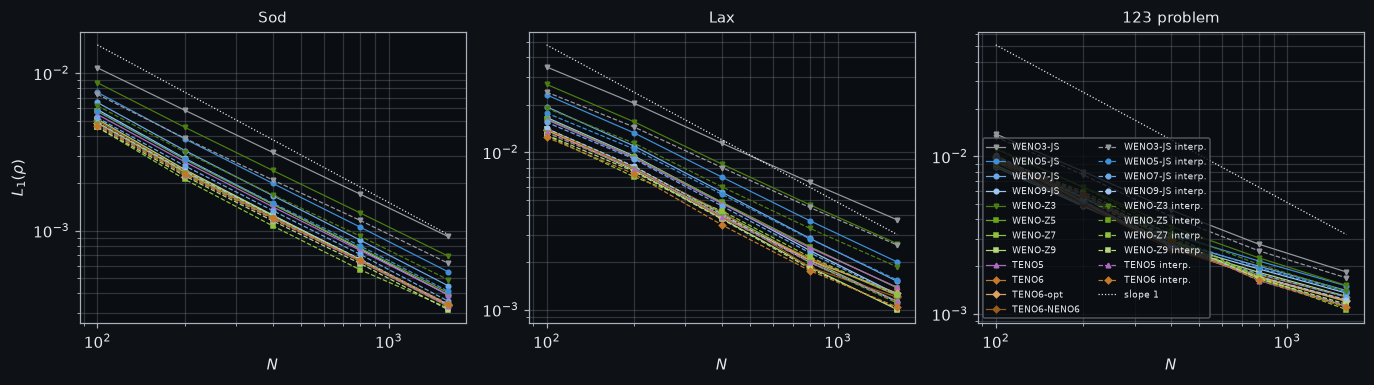 Sod
Lax
123 problem
10⁻²
10⁻³
L₁(ρ)
10²
10³
N
10⁻²
10⁻³
10²
10³
N
10⁻²
10⁻³
10²
10³
N
WENO3-JS
WENO5-JS
WENO7-JS
WENO9-JS
WENO-Z3
WENO-Z5
WENO-Z7
WENO-Z9
TENO5
TENO6
TENO6-opt
TENO6-NENO6
WENO3-JS interp.
WENO5-JS interp.
WENO7-JS interp.
WENO9-JS interp.
WENO-Z3 interp.
WENO-Z5 interp.
WENO-Z7 interp.
WENO-Z9 interp.
TENO5 interp.
TENO6 interp.
slope 1